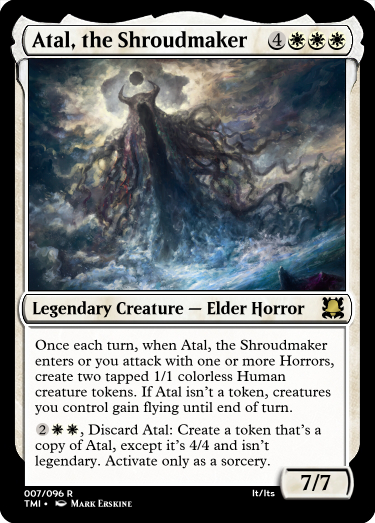 Atal, the Shroudmaker 4
Legendary Creature — Elder Horror
Once each turn, when Atal, the Shroudmaker
enters or you attack with one or more Horrors,
create two tapped 1/1 colorless Human
creature tokens. If Atal isn't a token, creatures
you control gain flying until end of turn.
2, Discard Atal: Create a token that's a
copy of Atal, except it's 4/4 and isn't
legendary. Activate only as a sorcery.
7/7
007/096 R It/Its
TMI • Mark Erskine